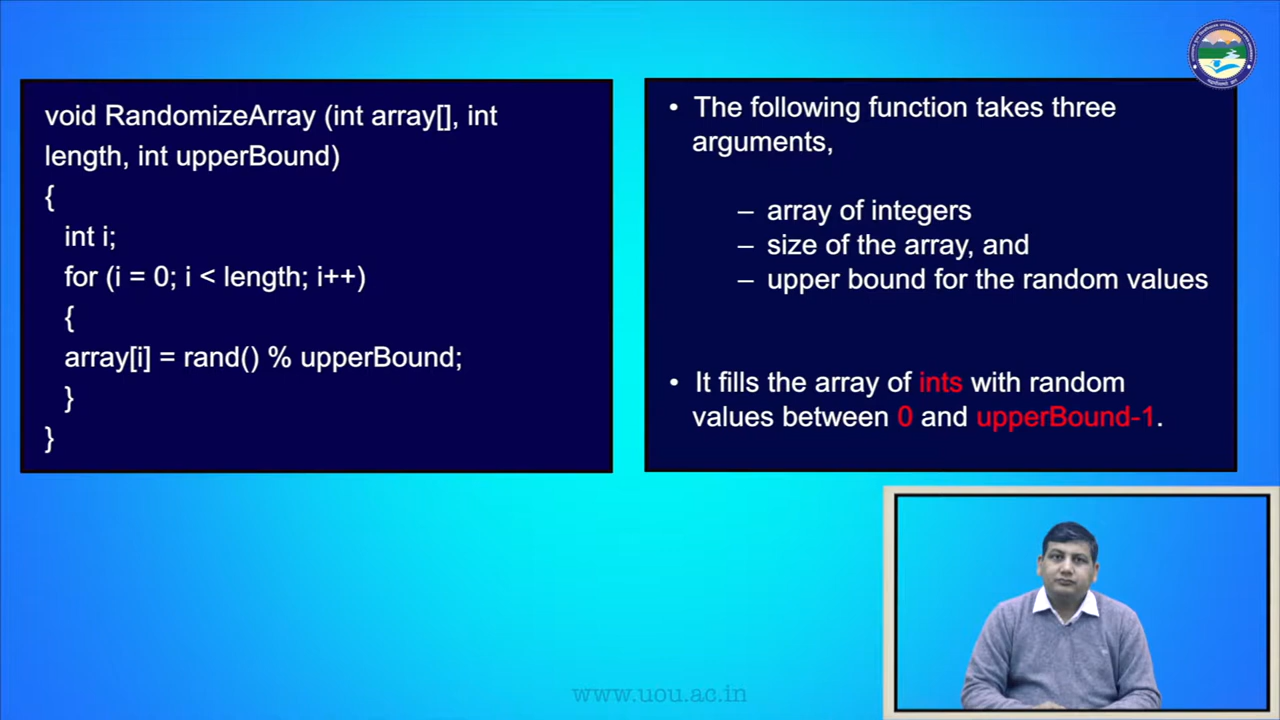 void RandomizeArray (int array[], int
length, int upperBound)
{
int i;
for (i = 0; i < length; i++)
{
array[i] = rand() % upperBound;
}
}
• The following function takes three
arguments,
– array of integers
– size of the array, and
– upper bound for the random values
• It fills the array of ints with random
values between 0 and upperBound-1.
www.uou.ac.in